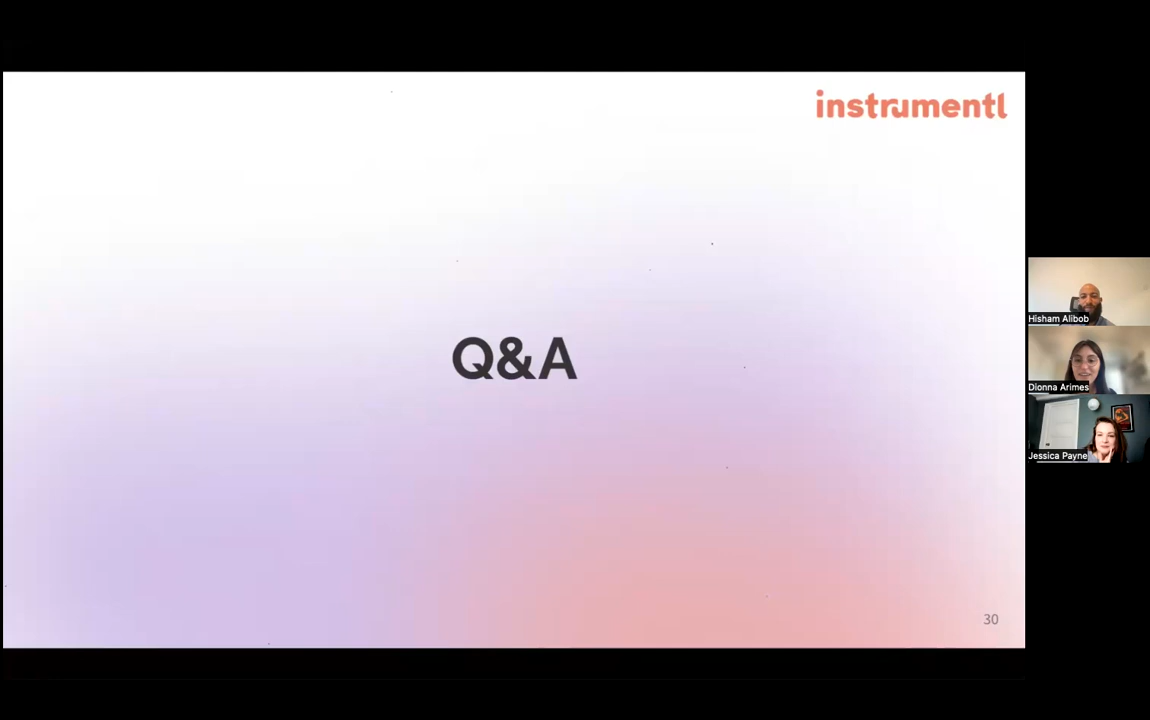 instrumentl
Q&A
30
Hisham Alibob
Dionna Arimes
Jessica Payne